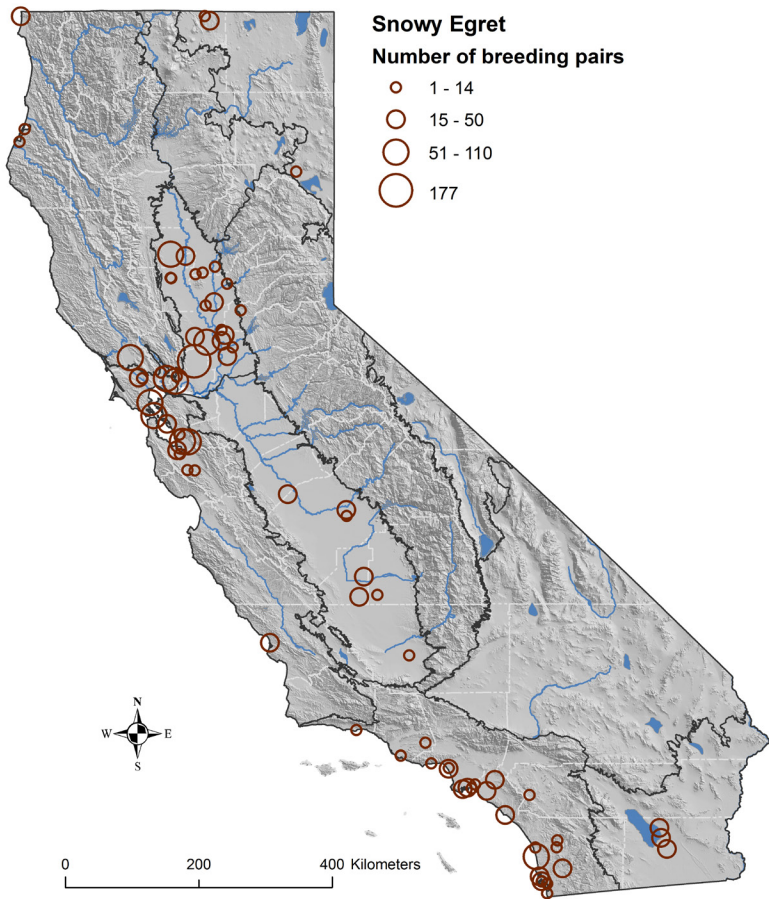 Snowy Egret
Number of breeding pairs
1 - 14
15 - 50
51 - 110
177
N
W E
S
0 200 400 Kilometers